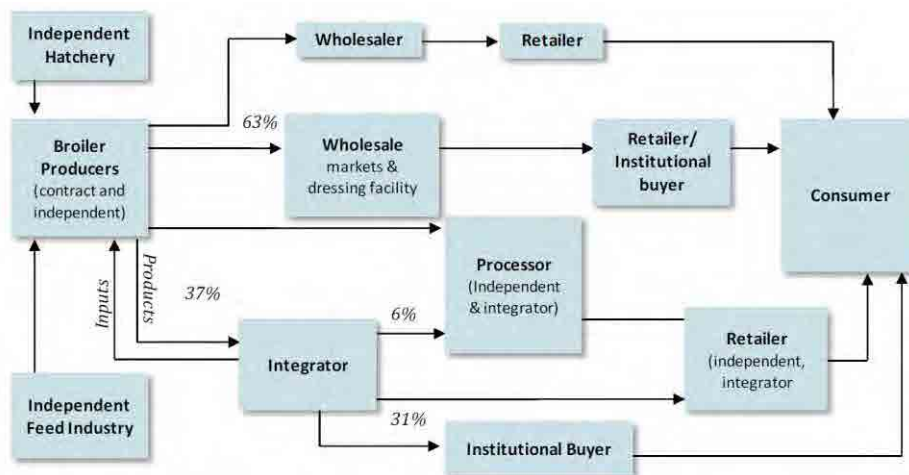 Independent
Hatchery
Wholesaler
Retailer
63%
Broiler
Producers
(contract and
independent)
Wholesale
markets &
dressing facility
Retailer/
Institutional
buyer
Consumer
Inputs
Products
37%
Processor
(Independent
& integrator)
6%
Integrator
Retailer
(independent,
integrator
31%
Independent
Feed Industry
Institutional Buyer